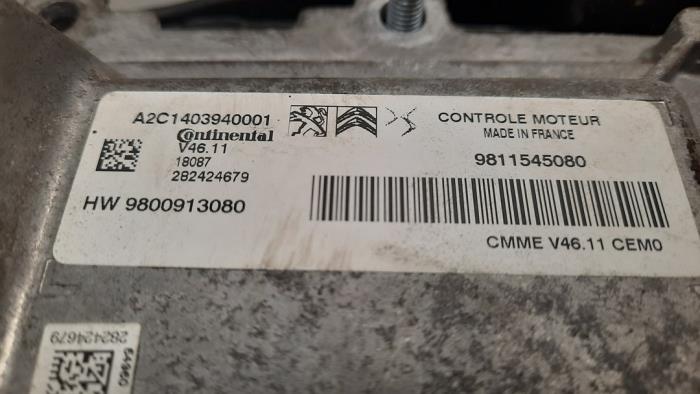 A2C1403940001
Continental
V46.11
18087
282424679
HW 9800913080
CONTROLE MOTEUR
MADE IN FRANCE
9811545080
CMME V46.11 CEM0
282424679
54960